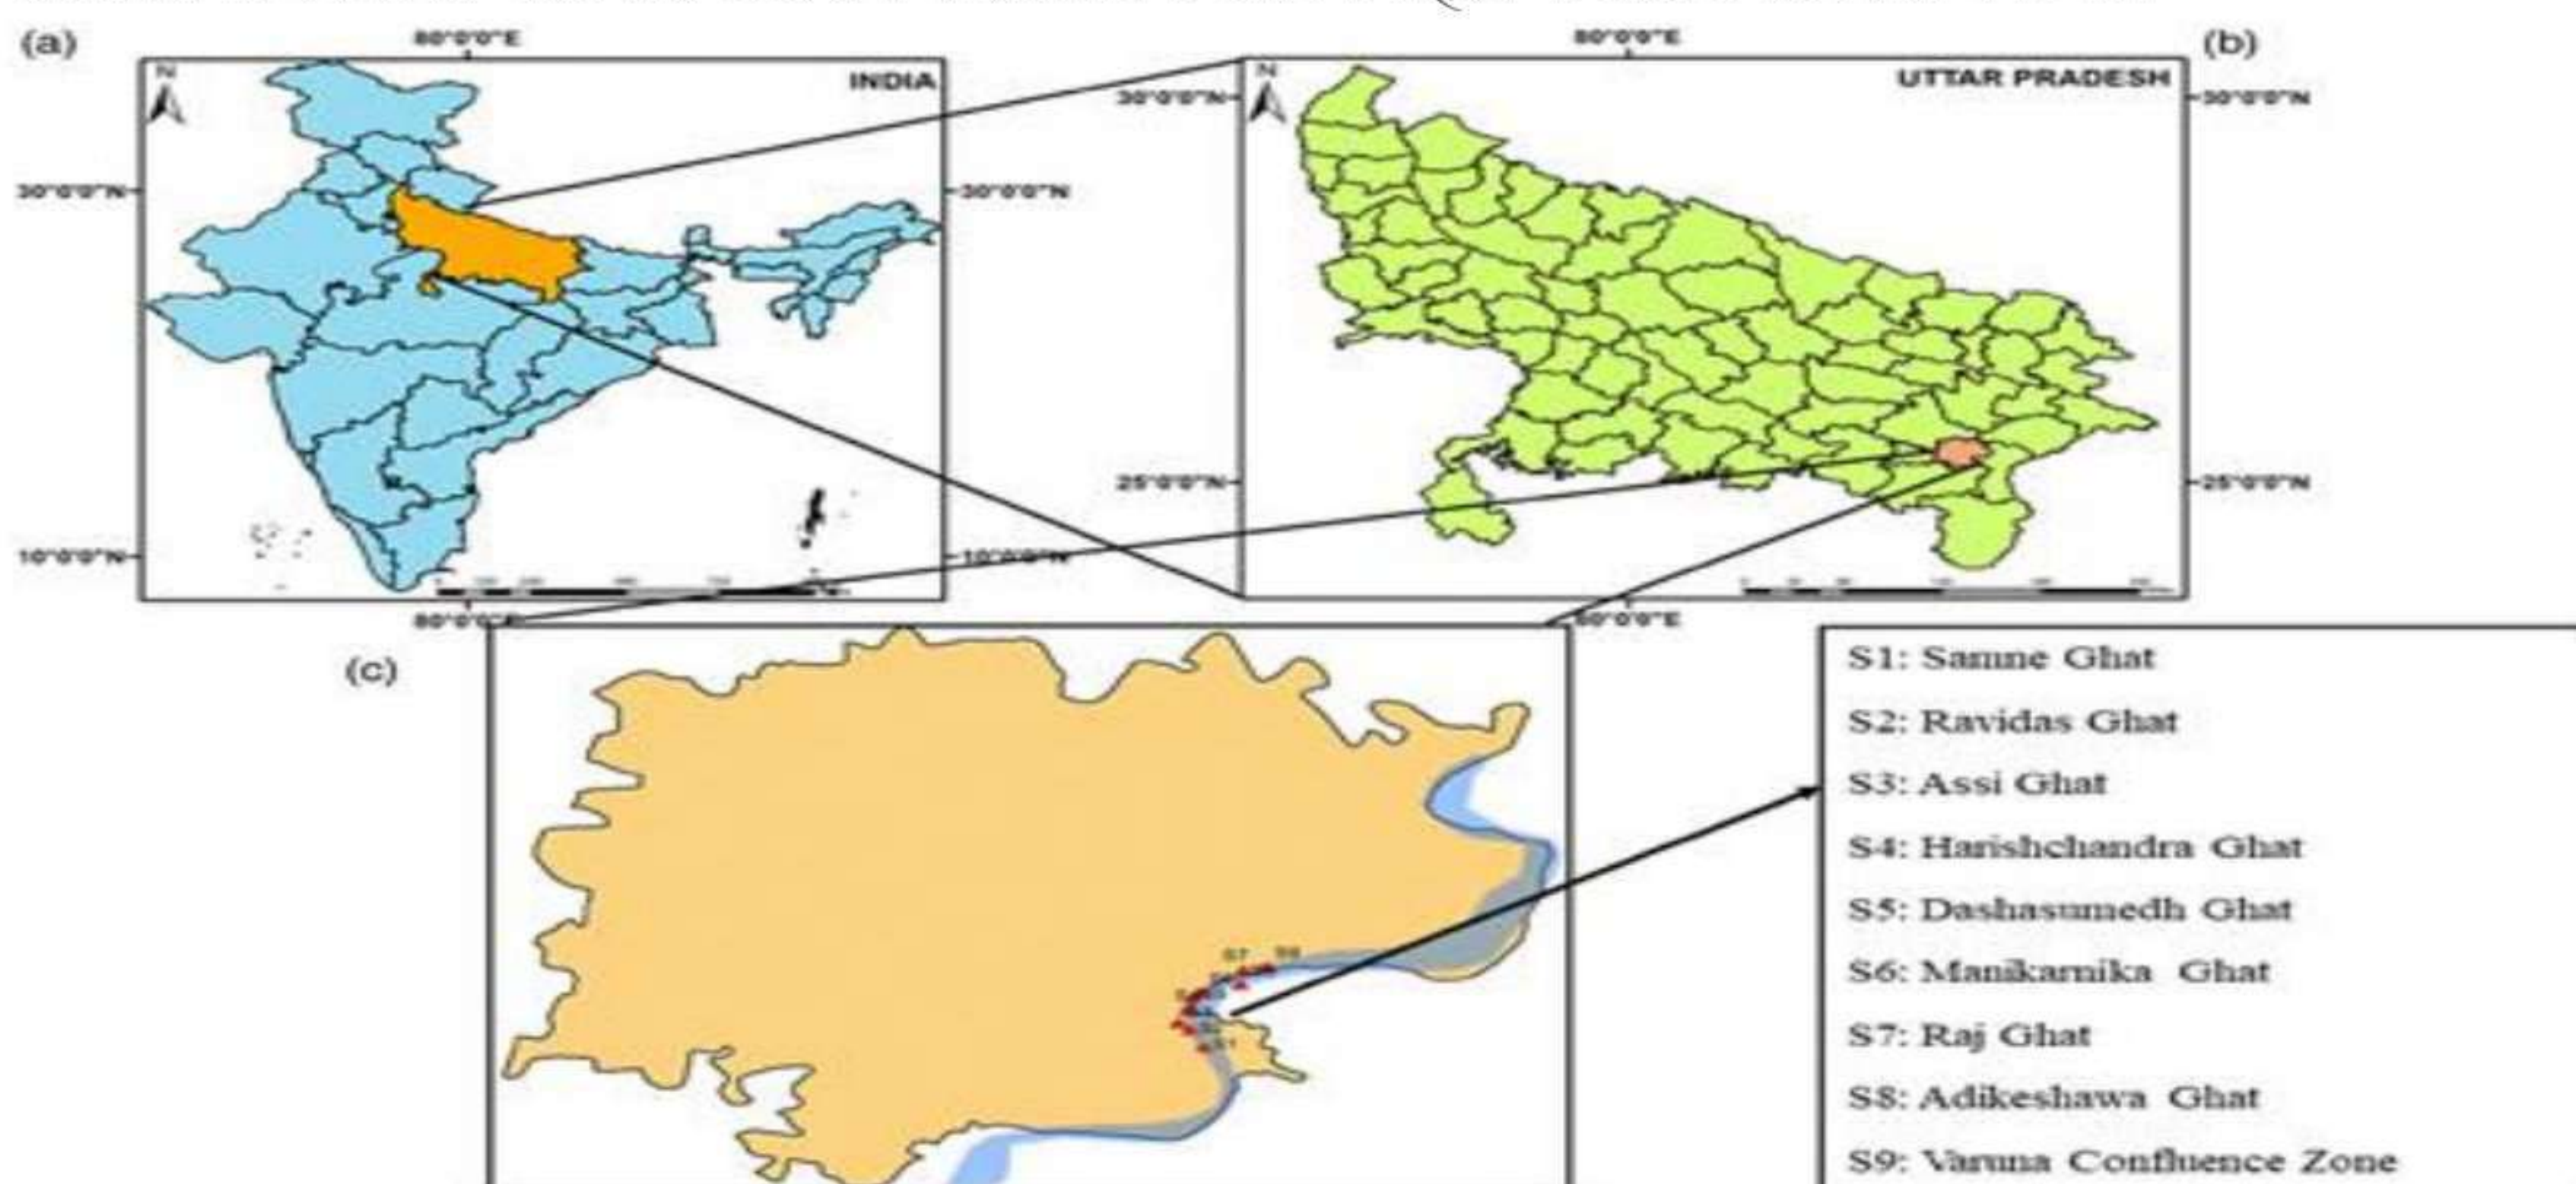 (a)
80°0'0"E
N
INDIA
30°0'0"N
30°0'0"N
10°0'0"N
10°0'0"N
80°0'0"E
(b)
80°0'0"E
N
UTTAR PRADESH
30°0'0"N
30°0'0"N
25°0'0"N
25°0'0"N
80°0'0"E
(c)
S7
S1
S1: Samne Ghat
S2: Ravidas Ghat
S3: Assi Ghat
S4: Harishchandra Ghat
S5: Dashasumedh Ghat
S6: Manikarnika Ghat
S7: Raj Ghat
S8: Adikeshawa Ghat
S9: Varuna Confluence Zone